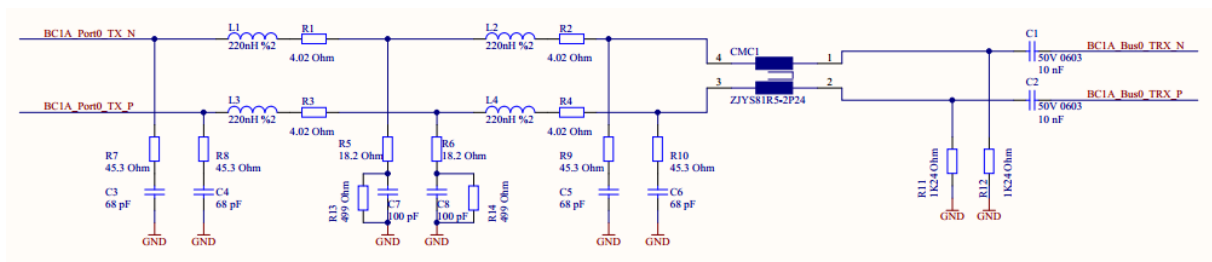 BC1A_Port0_TX_N
L1
220nH %2
R1
4.02 Ohm
L2
220nH %2
R2
4.02 Ohm
4
CMC1
1
C1
50V 0603
10 nF
BC1A_Bus0_TRX_N
BC1A_Port0_TX_P
L3
220nH %2
R3
4.02 Ohm
L4
220nH %2
R4
4.02 Ohm
3
2
ZJYS81R5-2P24
C2
50V 0603
10 nF
BC1A_Bus0_TRX_P
R7
45.3 Ohm
R8
45.3 Ohm
R5
18.2 Ohm
R6
18.2 Ohm
R9
45.3 Ohm
R10
45.3 Ohm
R11
1K24 Ohm
R12
1K24 Ohm
C3
68 pF
C4
68 pF
R13
499 Ohm
C7
100 pF
C8
100 pF
R14
499 Ohm
C5
68 pF
C6
68 pF
GND
GND
GND
GND
GND
GND
GND
GND